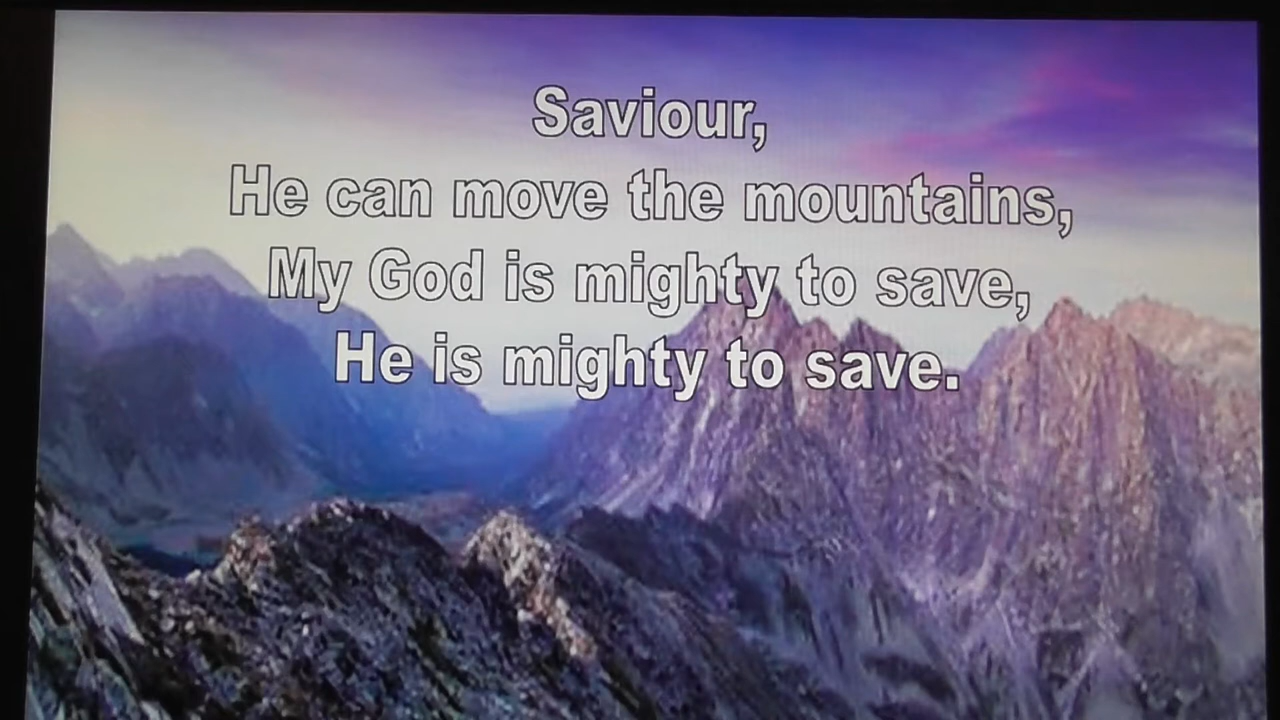 Saviour,
He can move the mountains,
My God is mighty to save,
He is mighty to save.